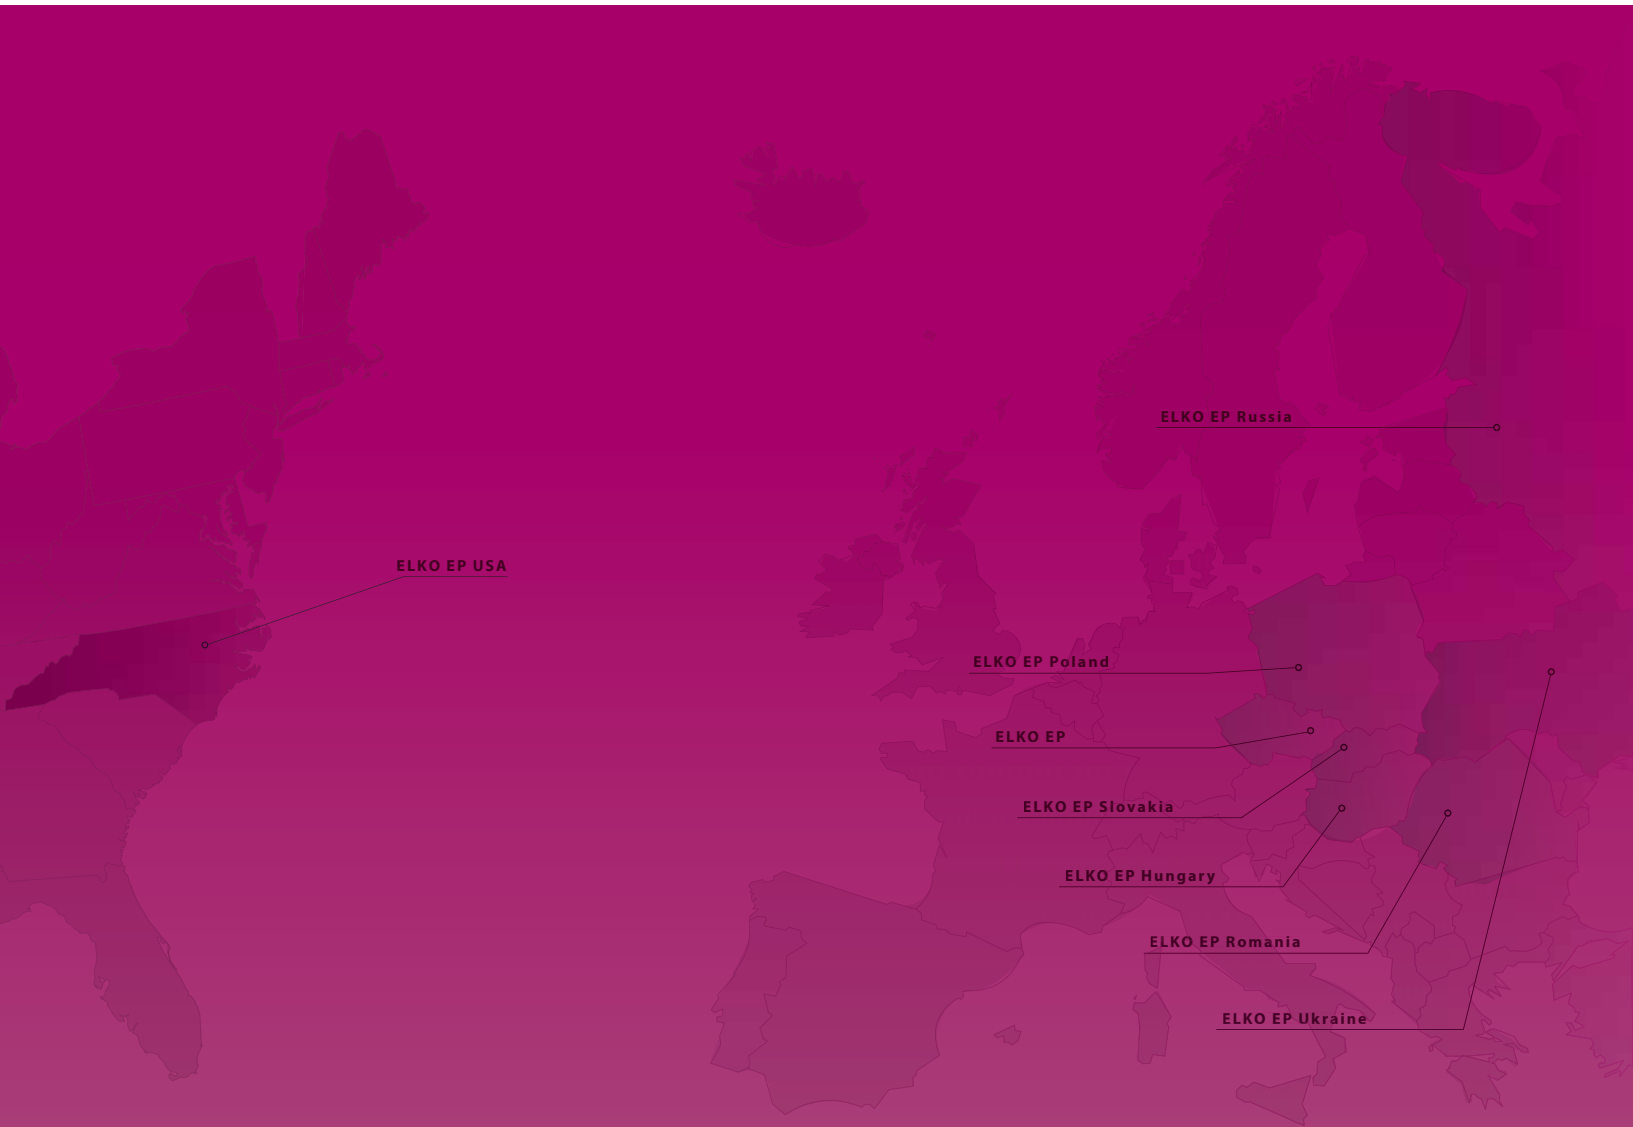 ELKO EP Russia
ELKO EP USA
ELKO EP Poland
ELKO EP
ELKO EP Slovakia
ELKO EP Hungary
ELKO EP Romania
ELKO EP Ukraine